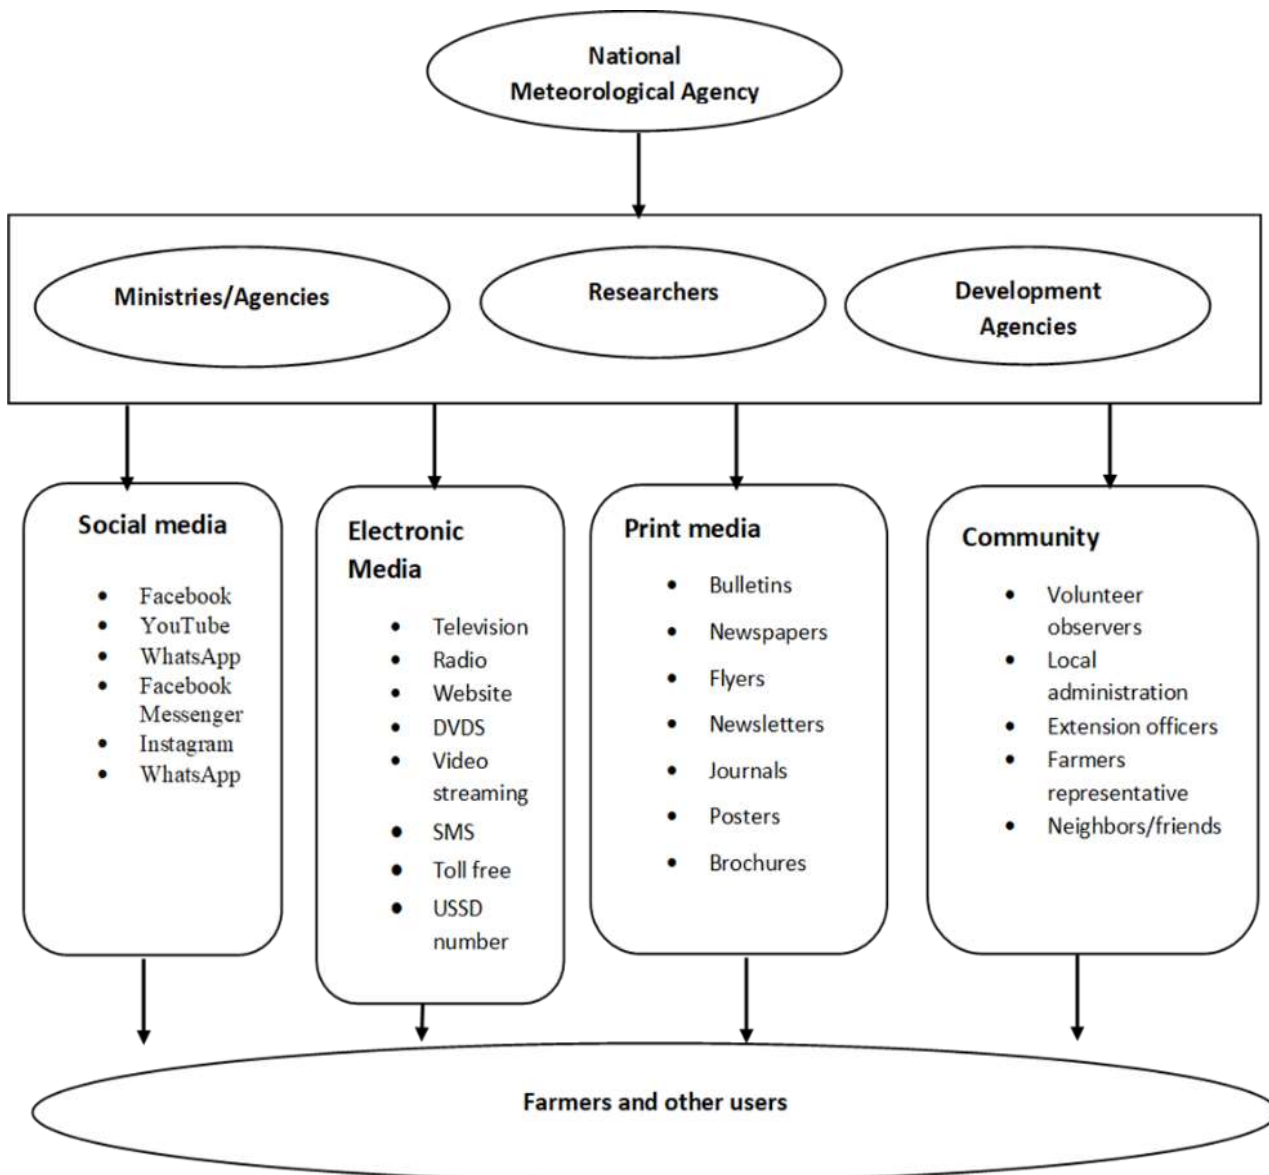 National
Meteorological Agency
Ministries/Agencies
Researchers
Development
Agencies
Social media
• Facebook
• YouTube
• WhatsApp
• Facebook
Messenger
• Instagram
• WhatsApp
Electronic
Media
• Television
• Radio
• Website
• DVDS
• Video
streaming
• SMS
• Toll free
• USSD
number
Print media
• Bulletins
• Newspapers
• Flyers
• Newsletters
• Journals
• Posters
• Brochures
Community
• Volunteer
observers
• Local
administration
• Extension officers
• Farmers
representative
• Neighbors/friends
Farmers and other users